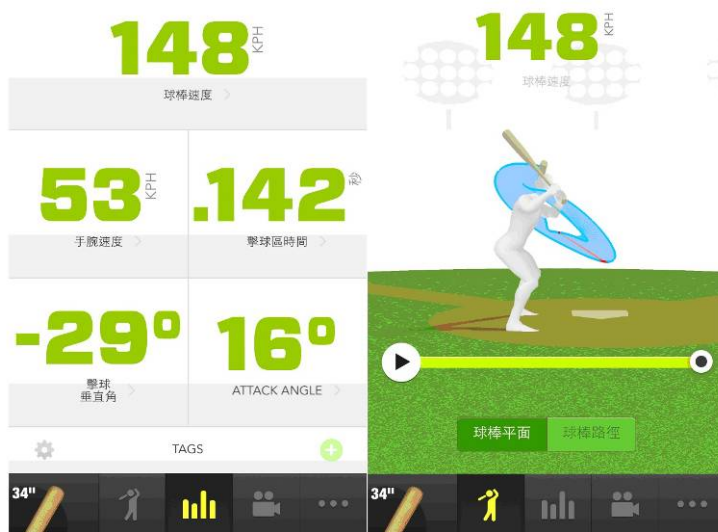 148 KPH
球棒速度
53 KPH
手腕速度
.142 秒
擊球區時間
-29°
擊球
垂直角
16°
ATTACK ANGLE
TAGS
34"
148 KPH
球棒速度
球棒平面
球棒路徑
34"